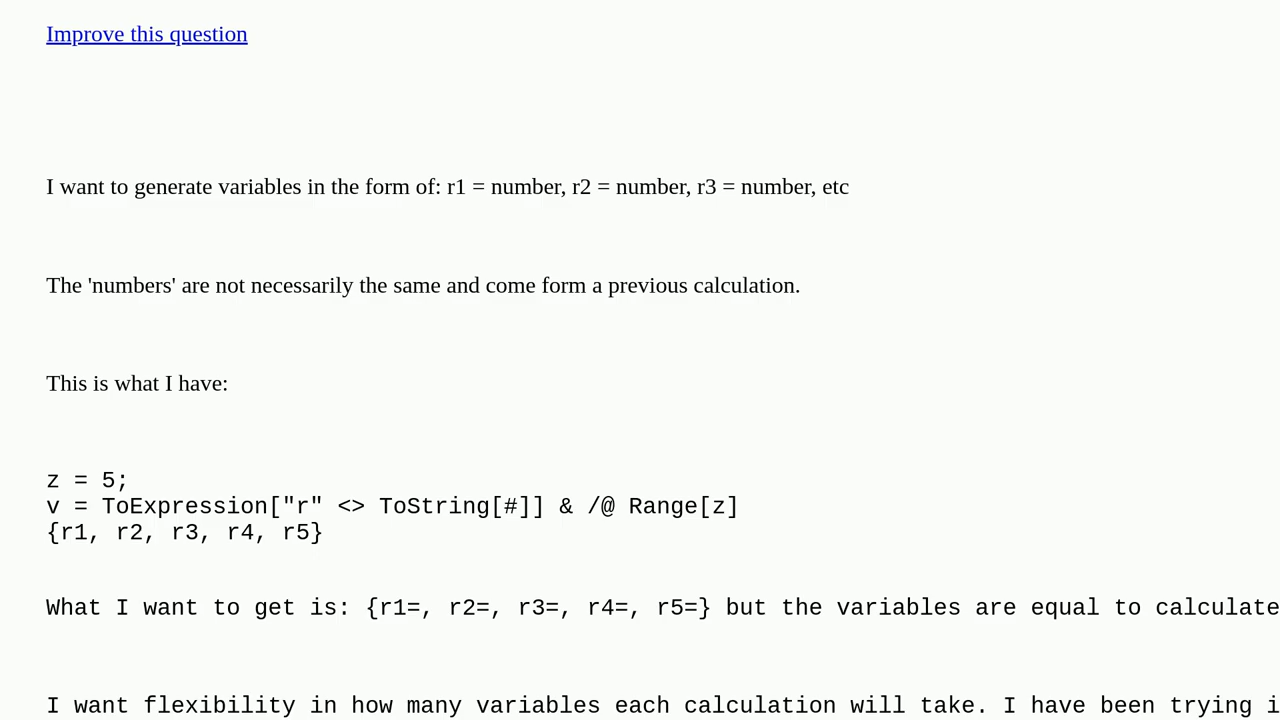 Improve this question
I want to generate variables in the form of: r1 = number, r2 = number, r3 = number, etc
The 'numbers' are not necessarily the same and come form a previous calculation.
This is what I have:
z = 5;
v = ToExpression["r" <> ToString[#]] & /@ Range[z]
{r1, r2, r3, r4, r5}
What I want to get is: {r1=, r2=, r3=, r4=, r5=} but the variables are equal to calculate
I want flexibility in how many variables each calculation will take. I have been trying i